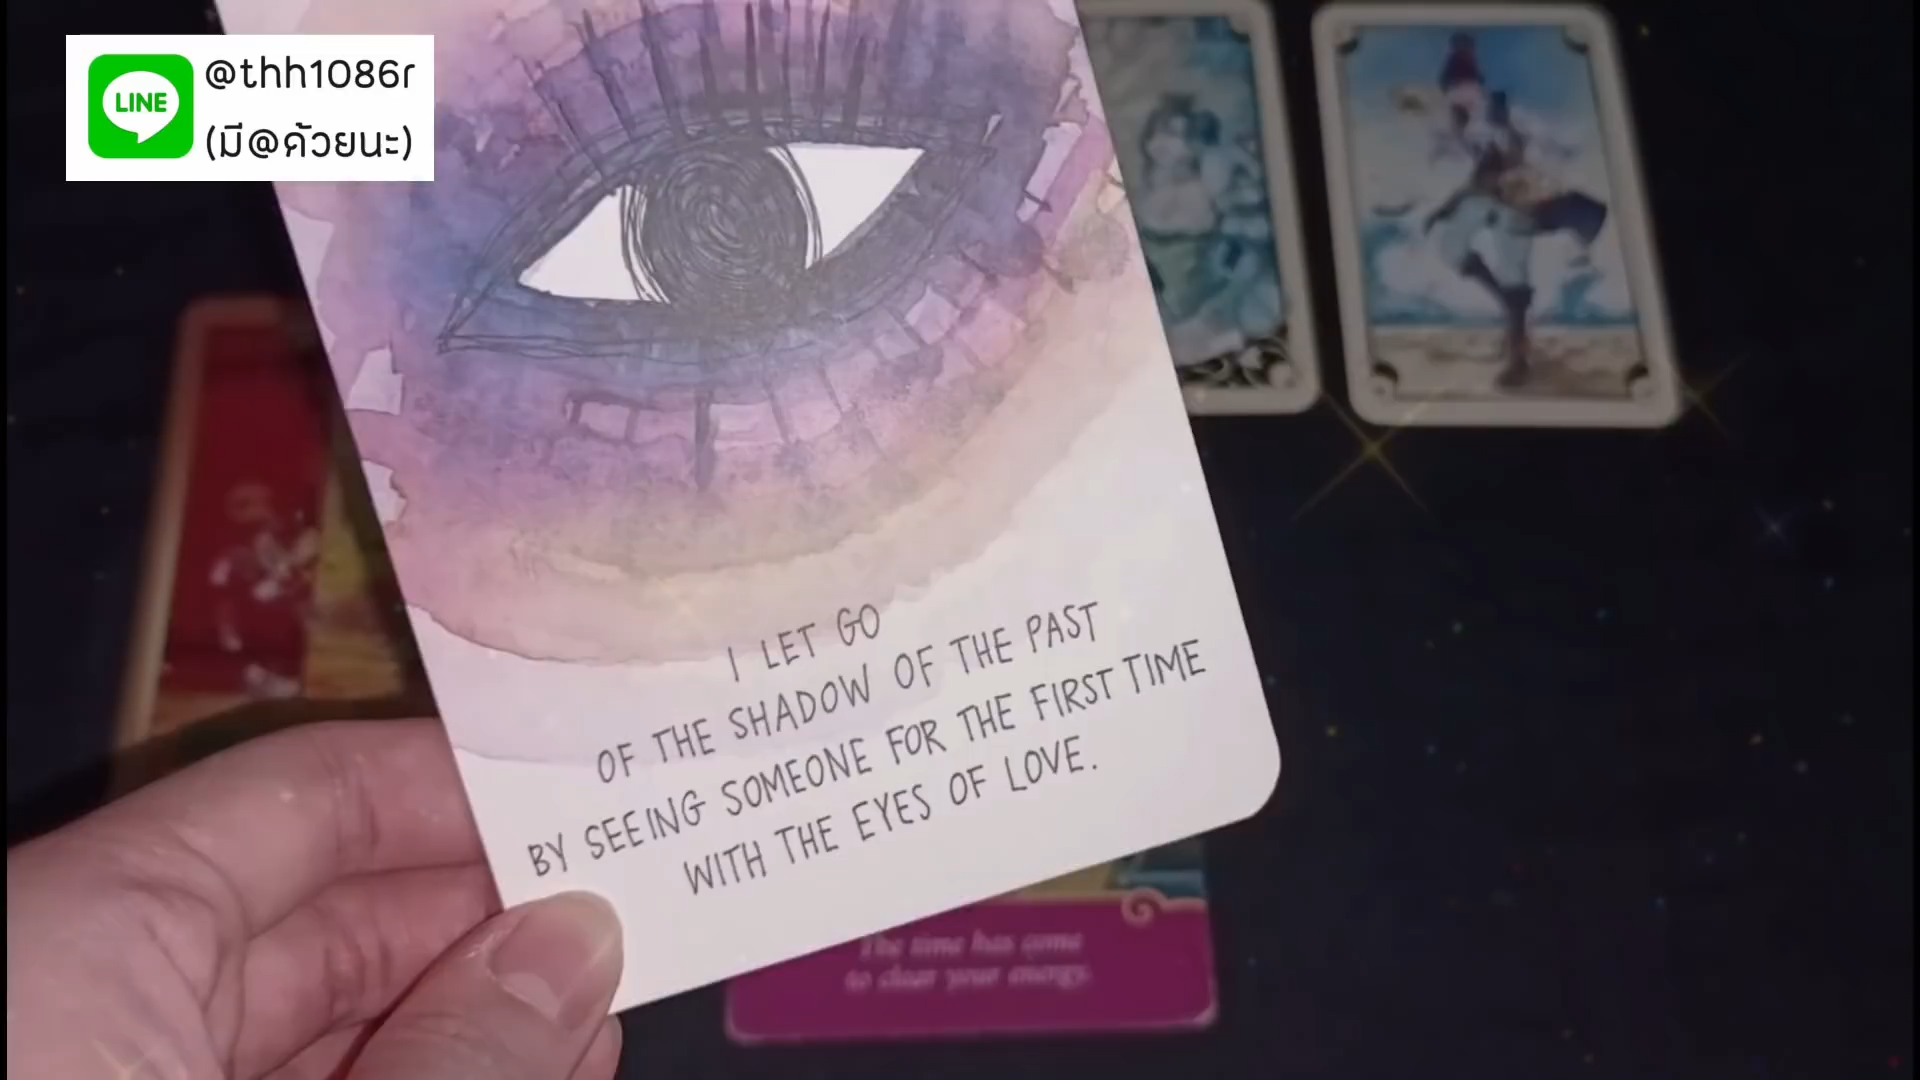 LINE
@thh1086r
(มี@ด้วยนะ)
I LET GO
OF THE SHADOW OF THE PAST
BY SEEING SOMEONE FOR THE FIRST TIME
WITH THE EYES OF LOVE.
The time has come
to clear your energy.